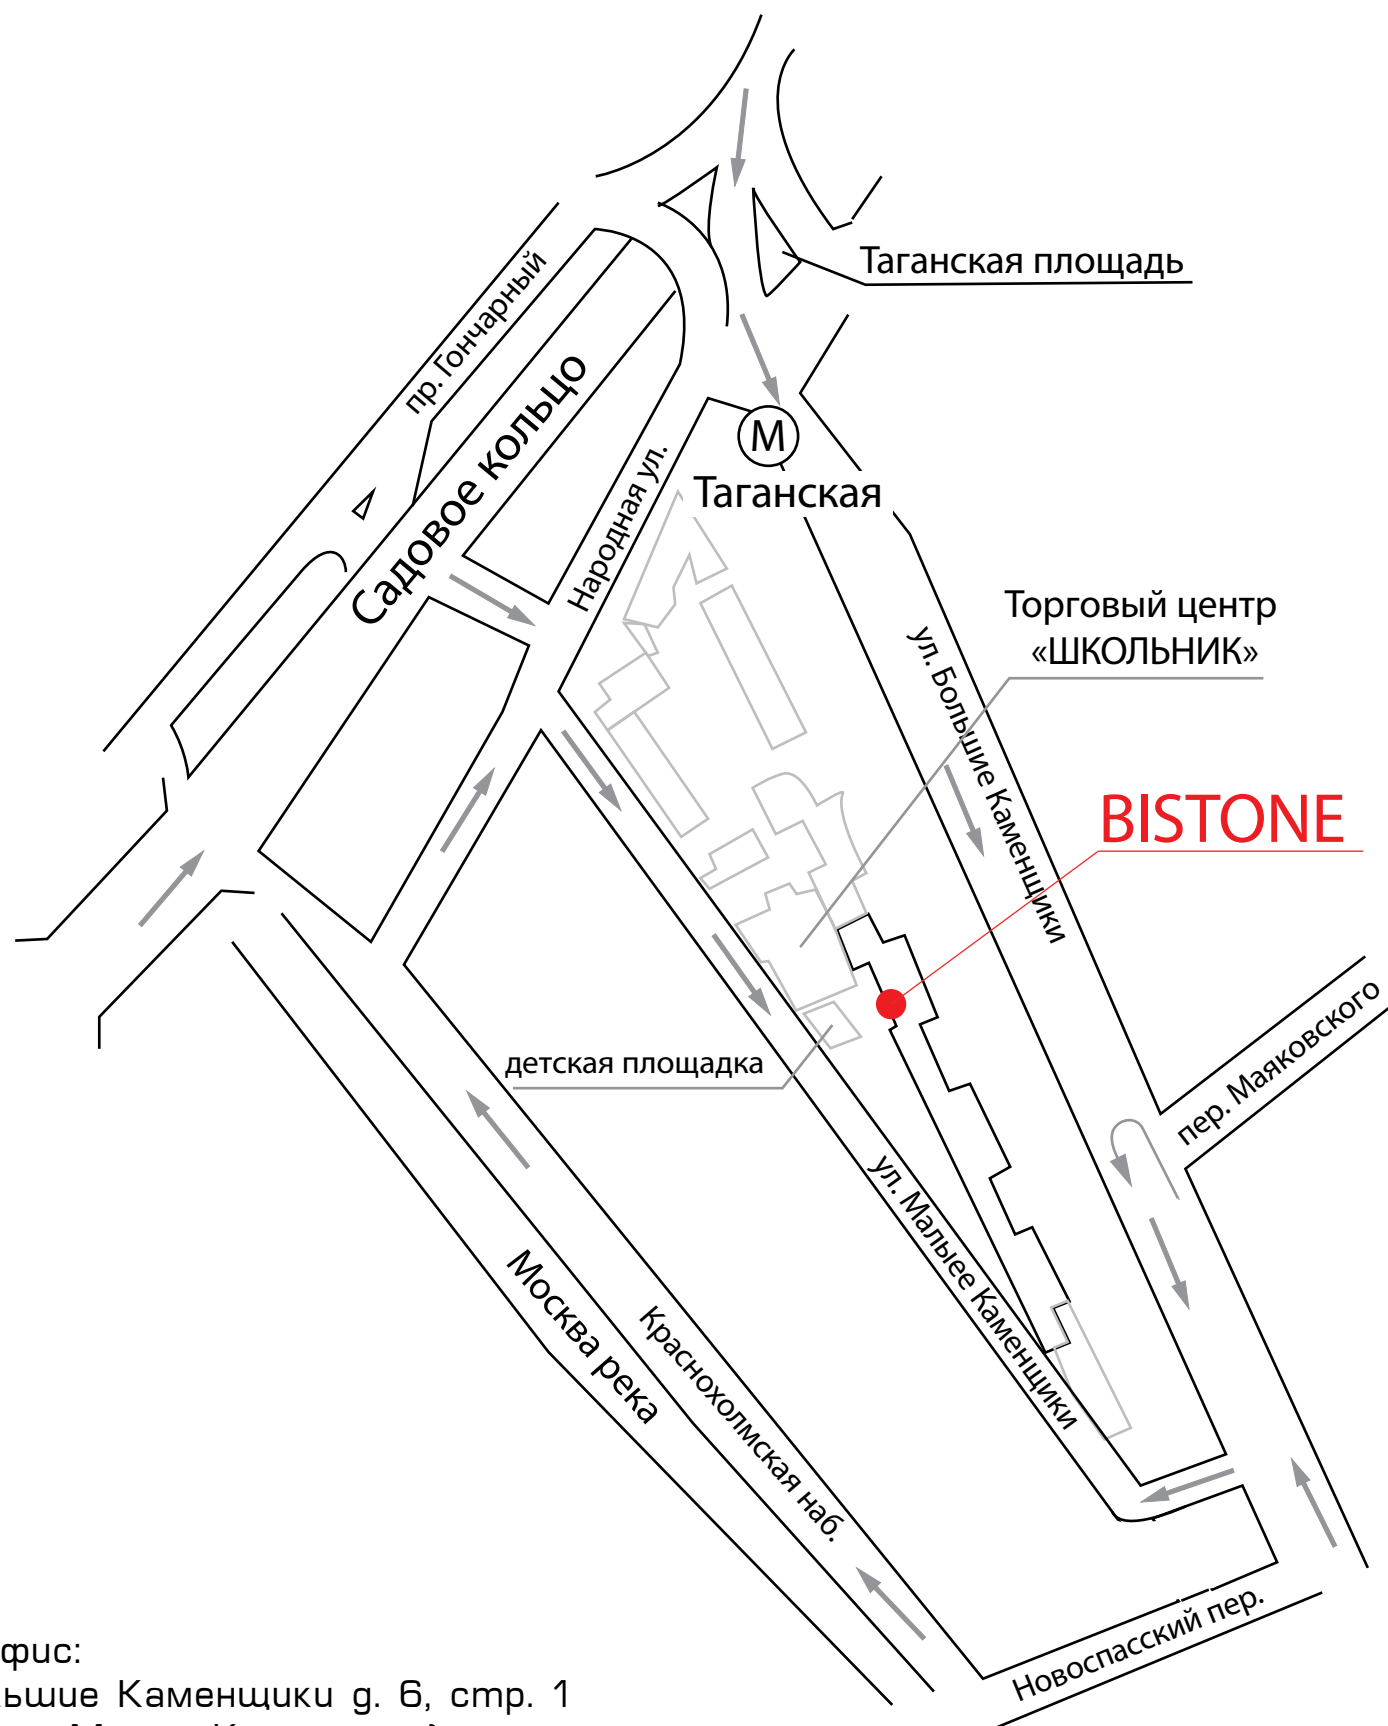 Таганская площадь
пр. Гончарный
Садовое кольцо
Народная ул.
М
Таганская
Торговый центр
«ШКОЛЬНИК»
ул. Большие Каменщики
BISTONE
пер. Маяковского
детская площадка
ул. Малыее Каменщики
Москва река
Краснохолмская наб.
Новоспасский пер.
фис:
ьшие Каменщики д. 6, стр. 1